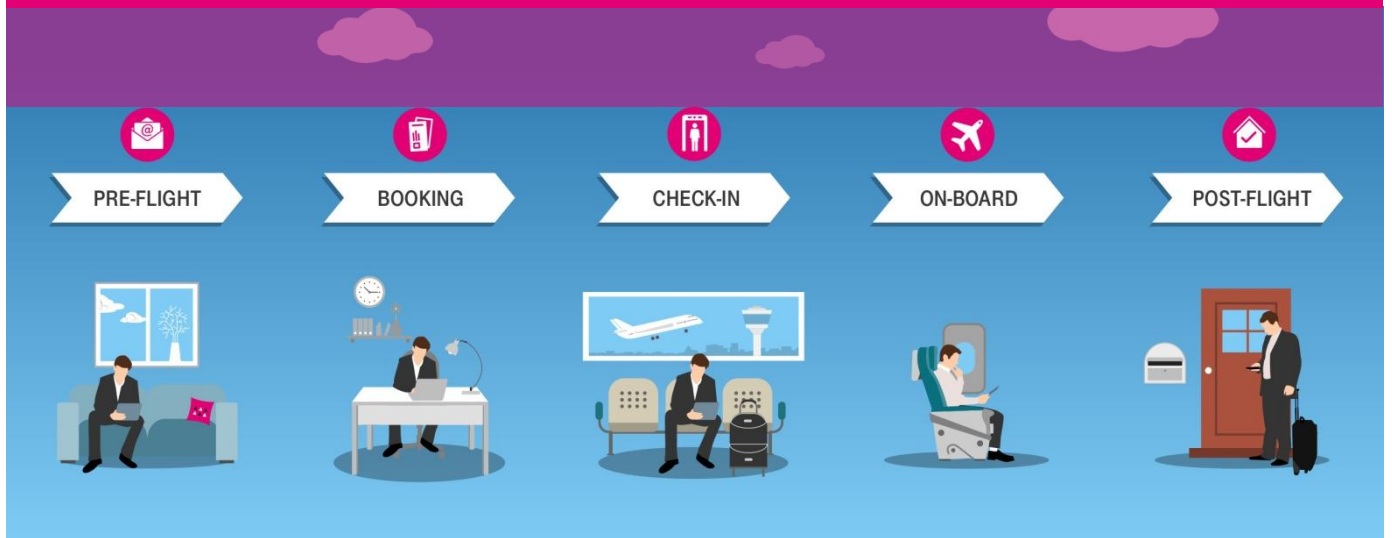 PRE-FLIGHT
BOOKING
CHECK-IN
ON-BOARD
POST-FLIGHT